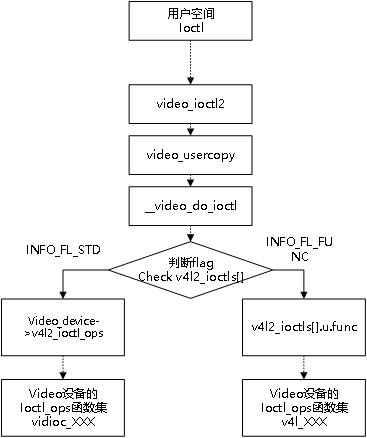 用户空间
Ioctl
video_ioctl2
video_usercopy
__video_do_ioctl
INFO_FL_STD
INFO_FL_FU
NC
判断flag
Check v4l2_ioctls[]
Video_device-
>v4l2_ioctl_ops
v4l2_ioctls[].u.func
Video设备的
Ioctl_ops函数集
vidioc_XXX
Video设备的
Ioctl_ops函数集
v4l_XXX